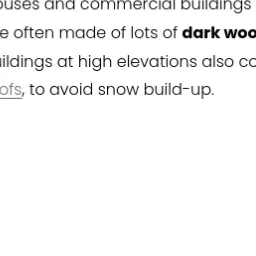 ouses and commercial buildings
e often made of lots of dark woo
ildings at high elevations also co
ofs, to avoid snow build-up.